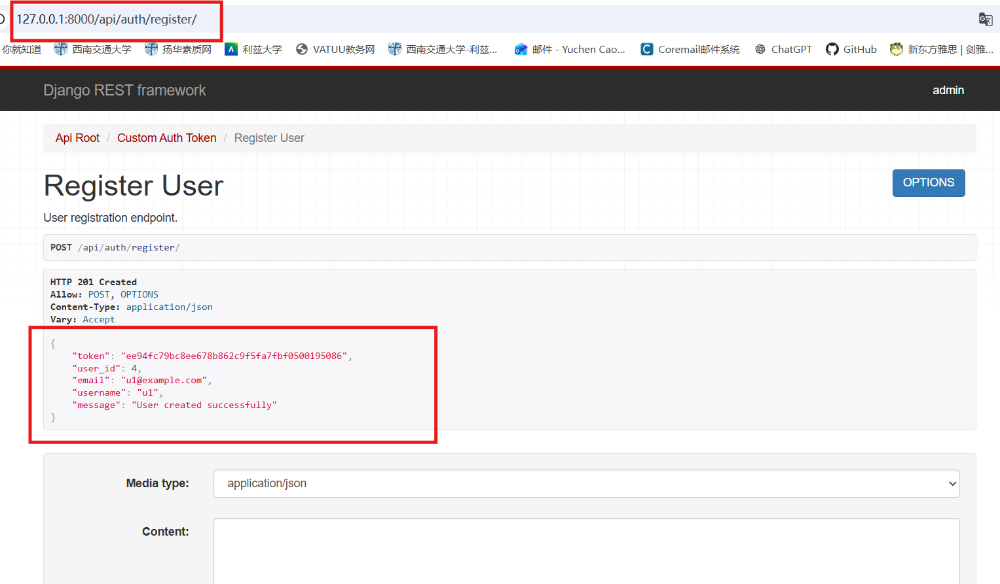 127.0.0.1:8000/api/auth/register/
你就知道 西南交通大学 扬华素质网 利兹大学 VATUU教务网 西南交通大学-利兹... 邮件 - Yuchen Cao... Coremail邮件系统 ChatGPT GitHub 新东方雅思 | 剑雅...
Django REST framework admin
Api Root / Custom Auth Token / Register User
Register User OPTIONS
User registration endpoint.
POST /api/auth/register/
HTTP 201 Created
Allow: POST, OPTIONS
Content-Type: application/json
Vary: Accept
{
"token": "ee94fc79bc8ee678b862c9f5fa7fbf0500195086",
"user_id": 4,
"email": "u1@example.com",
"username": "u1",
"message": "User created successfully"
}
Media type: application/json
Content: